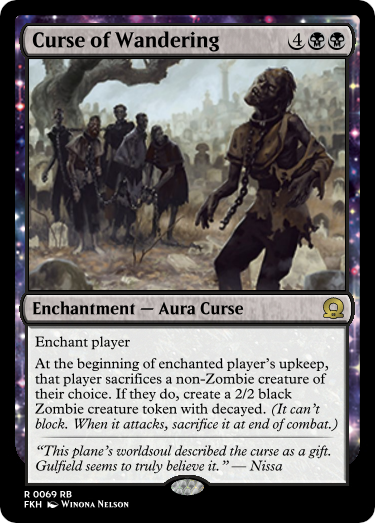 Curse of Wandering 4
Enchantment — Aura Curse
Enchant player
At the beginning of enchanted player's upkeep,
that player sacrifices a non-Zombie creature of
their choice. If they do, create a 2/2 black
Zombie creature token with decayed. (It can't
block. When it attacks, sacrifice it at end of combat.)
"This plane's worldsoul described the curse as a gift.
Gulfield seems to truly believe it." — Nissa
R 0069 RB
FKH Winona Nelson